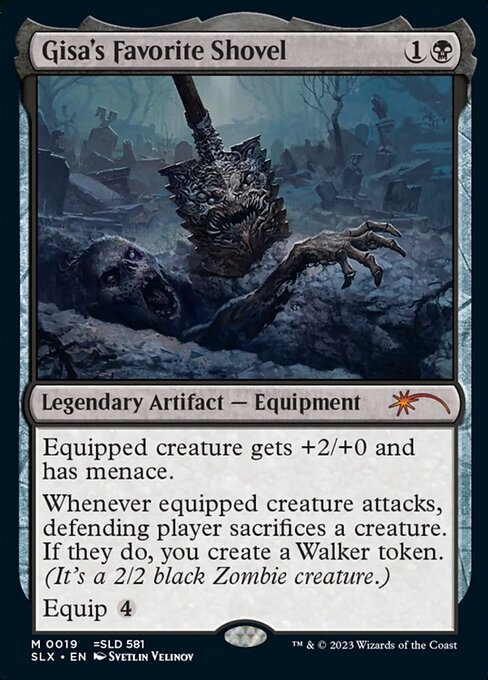 Gisa's Favorite Shovel 1
Legendary Artifact — Equipment
Equipped creature gets +2/+0 and
has menace.
Whenever equipped creature attacks,
defending player sacrifices a creature.
If they do, you create a Walker token.
(It's a 2/2 black Zombie creature.)
Equip 4
M 0019 =SLD 581
SLX • EN Svetlin Velinov
™ & © 2023 Wizards of the Coast